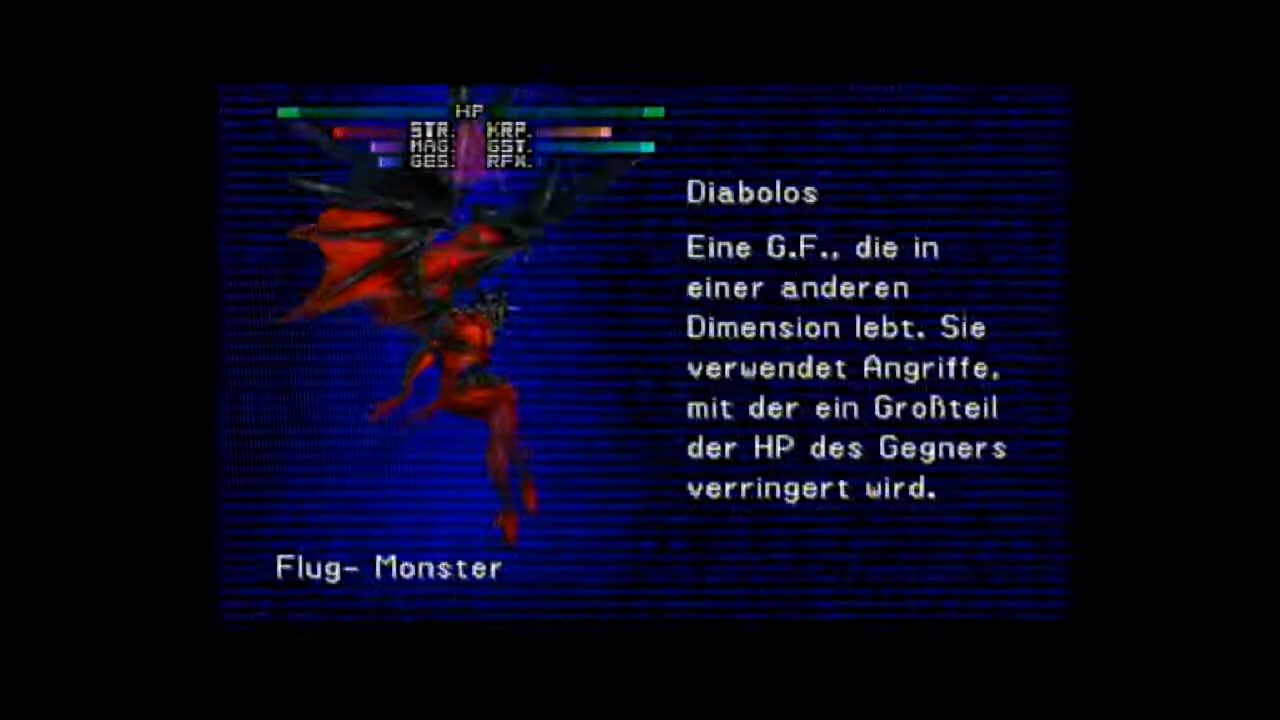 HP
STR. KRP.
MAG. GST.
GES. RFX.
Diabolos
Eine G.F., die in
einer anderen
Dimension lebt. Sie
verwendet Angriffe,
mit der ein Großteil
der HP des Gegners
verringert wird.
Flug- Monster